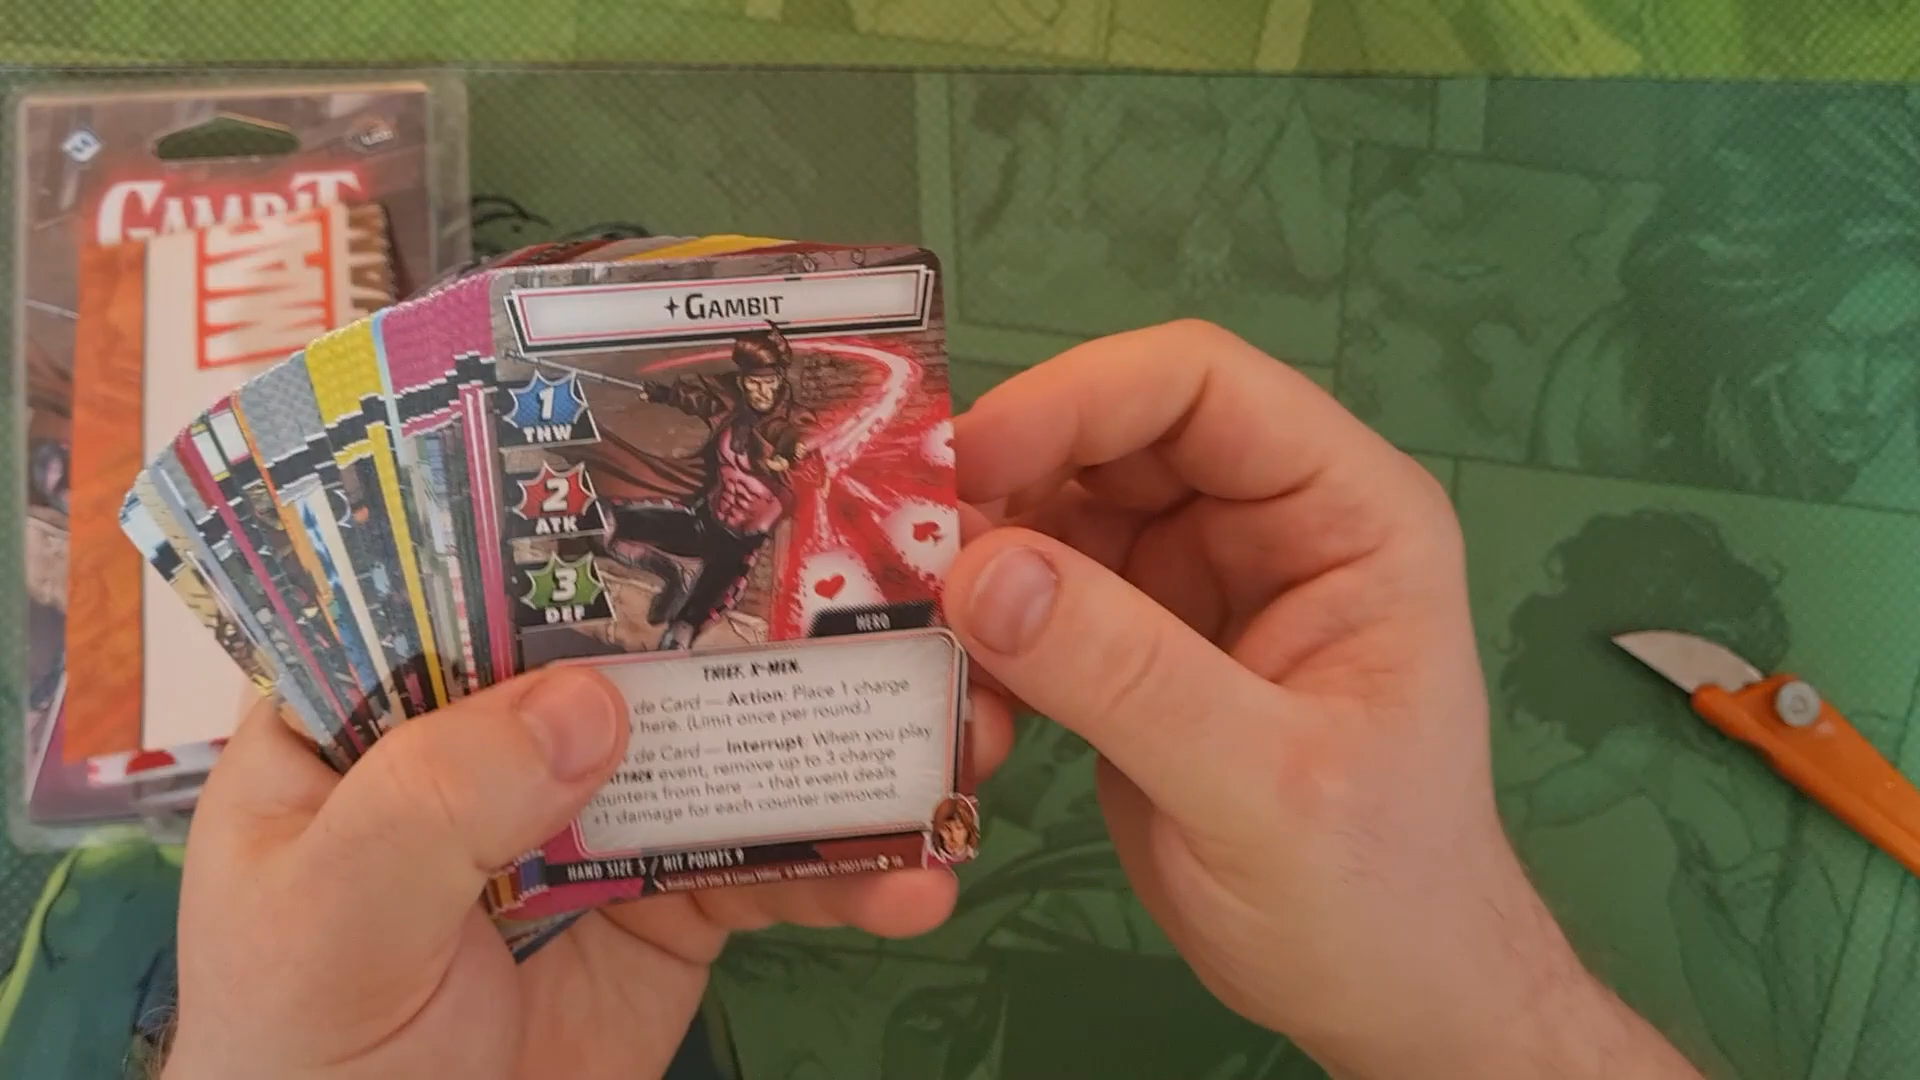 GAMBIT
GAMBIT
1
THW
2
ATK
3
DEF
HERO
THIEF. X-MEN.
de Card — Action: Place 1 charge
here. (Limit once per round.)
de Card — Interrupt: When you play
ATTACK event, remove up to 3 charge
counters from here → that event deals
+1 damage for each counter removed.
HAND SIZE 5 / HIT POINTS 9